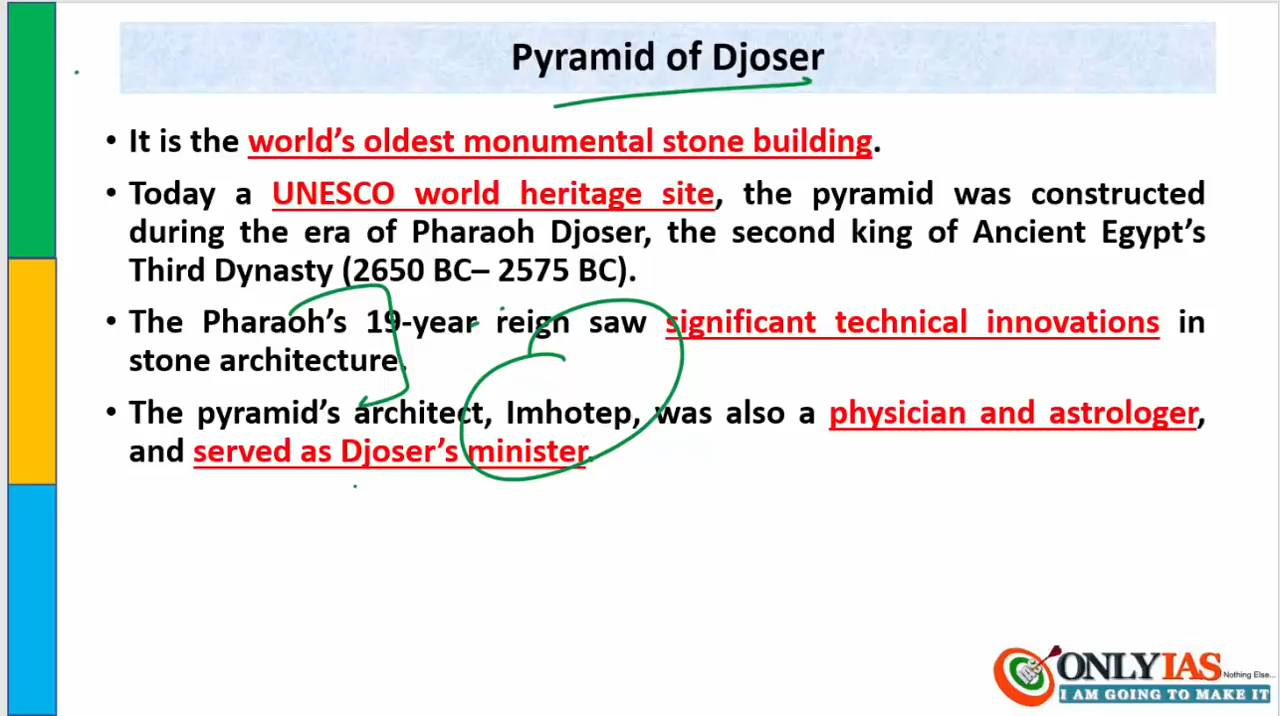 Pyramid of Djoser
• It is the world's oldest monumental stone building.
• Today a UNESCO world heritage site, the pyramid was constructed
during the era of Pharaoh Djoser, the second king of Ancient Egypt's
Third Dynasty (2650 BC– 2575 BC).
• The Pharaoh's 19-year reign saw significant technical innovations in
stone architecture.
• The pyramid's architect, Imhotep, was also a physician and astrologer,
and served as Djoser's minister.
ONLYIAS
Nothing Else...
I AM GOING TO MAKE IT